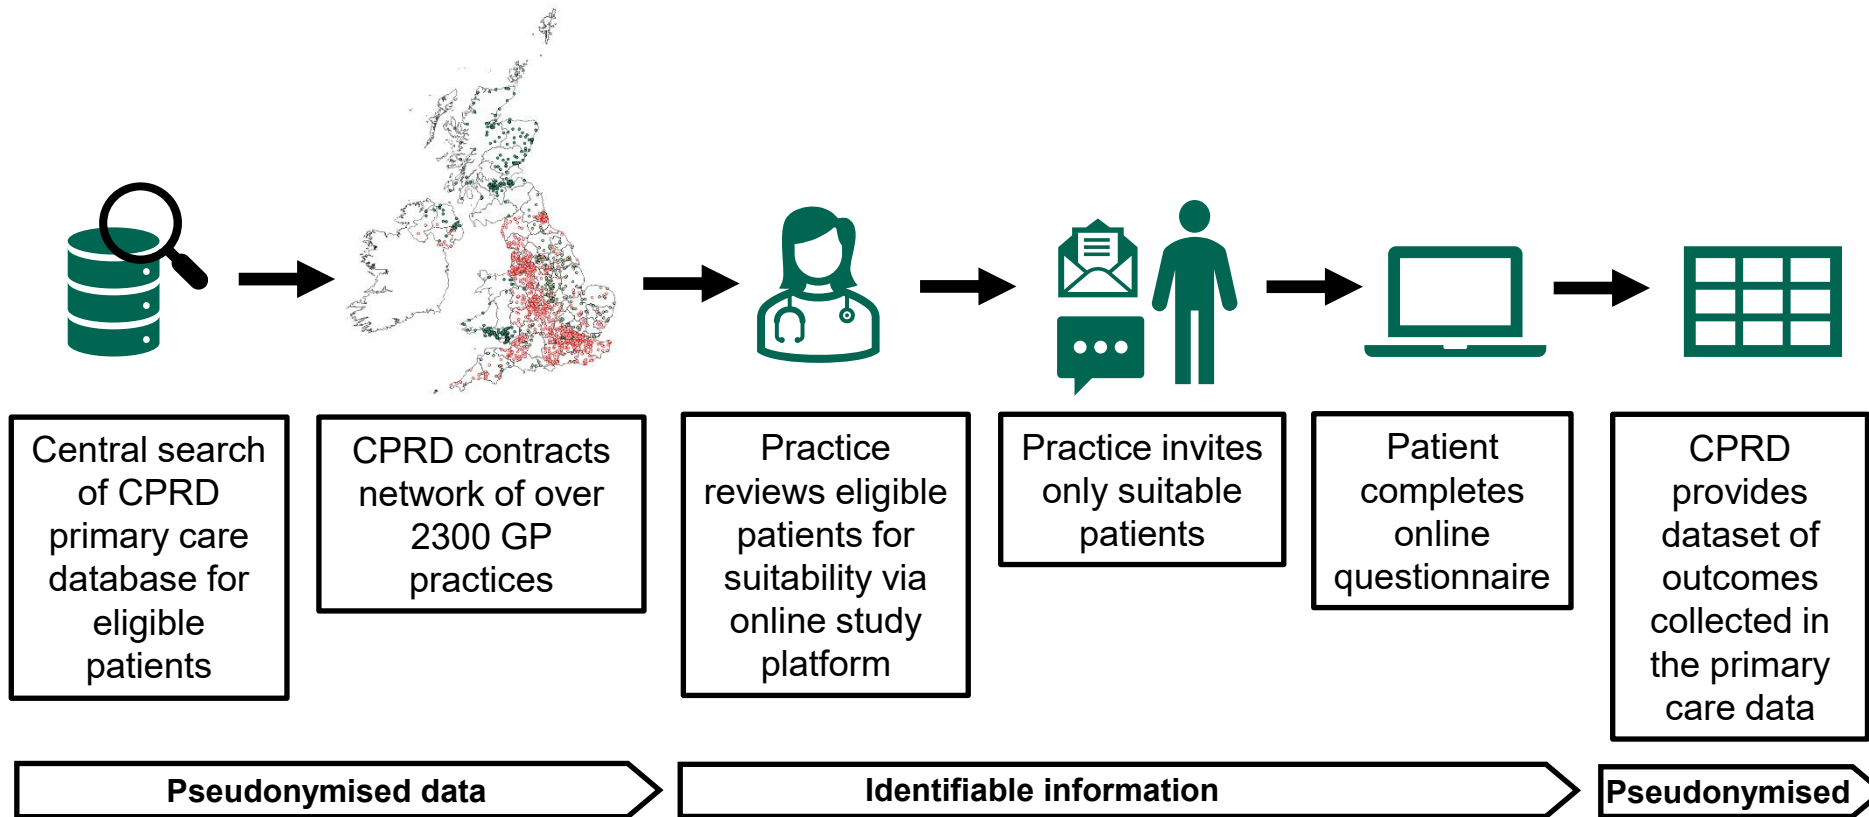 Central search
of CPRD
primary care
database for
eligible
patients
CPRD contracts
network of over
2300 GP
practices
Practice
reviews eligible
patients for
suitability via
online study
platform
Practice invites
only suitable
patients
Patient
completes
online
questionnaire
CPRD
provides
dataset of
outcomes
collected in
the primary
care data
Pseudonymised data
Identifiable information
Pseudonymised